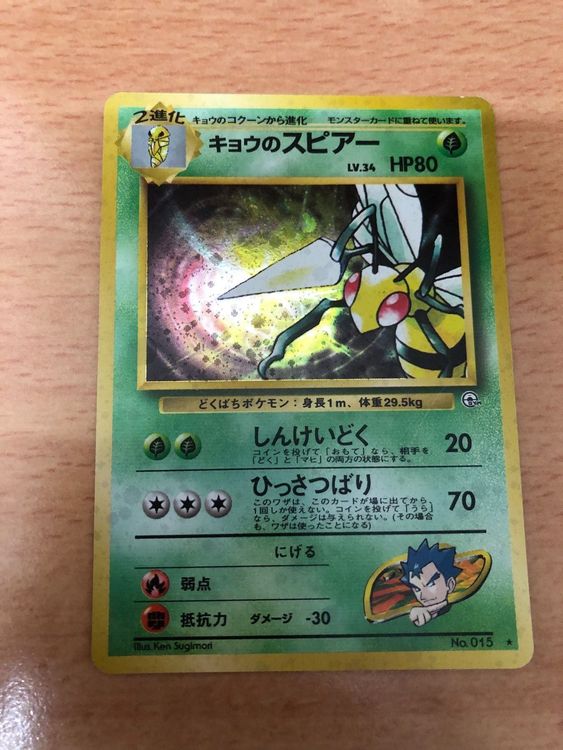 2進化
キョウのコクーンから進化 モンスターカードに重ねて使います。
キョウのスピアー
LV.34 HP80
どくばちポケモン:身長1m、体重29.5kg
しんけいどく 20
コインを投げて「おもて」なら、相手を
「どく」と「マヒ」の両方の状態にする。
ひっさつばり 70
このワザは、このカードが場に出てから、
1回しか使えない。コインを投げて「うら」
なら、ダメージは与えられない。(その場合
も、ワザは使ったことになる)
にげる
弱点
抵抗力 ダメージ -30
Illus. Ken Sugimori
No. 015 ★